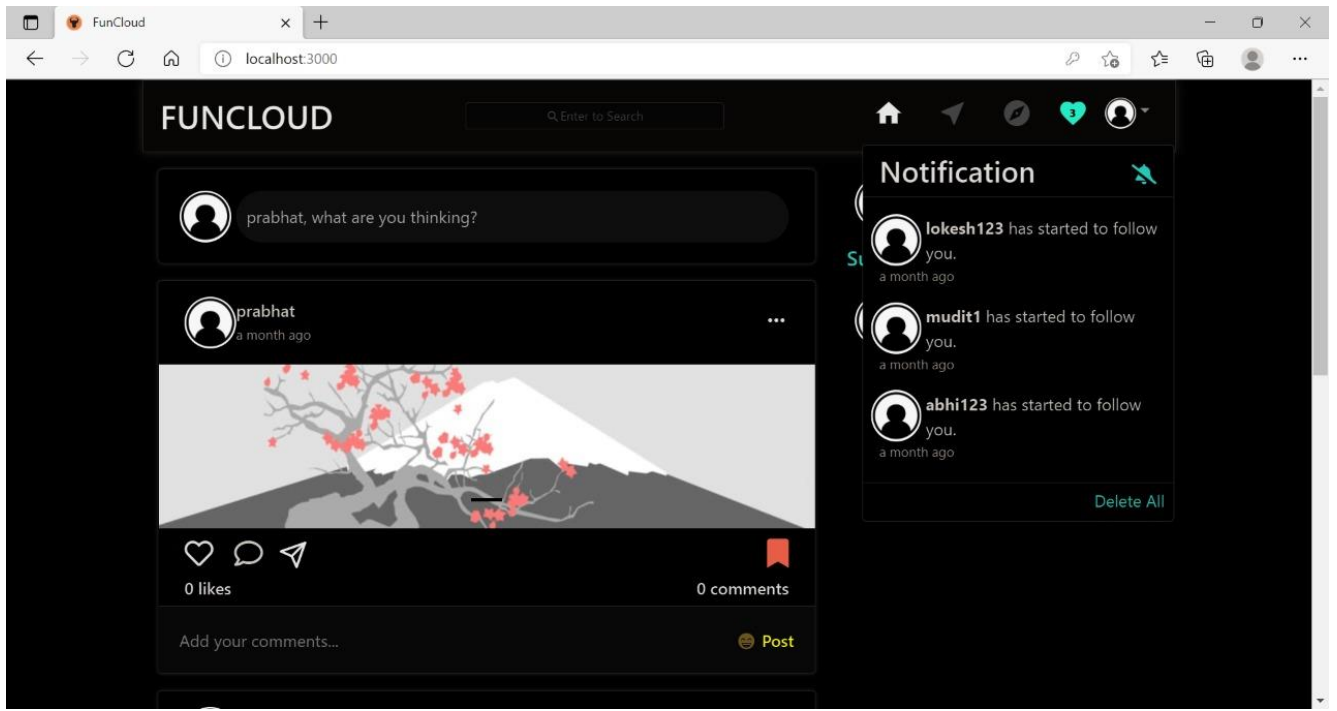 FunCloud
localhost:3000
FUNCLOUD
Enter to Search
3
Notification
prabhat, what are you thinking?
lokesh123 has started to follow
you.
a month ago
Su
prabhat
a month ago
mudit1 has started to follow
you.
a month ago
abhi123 has started to follow
you.
a month ago
Delete All
0 likes
0 comments
Add your comments...
Post